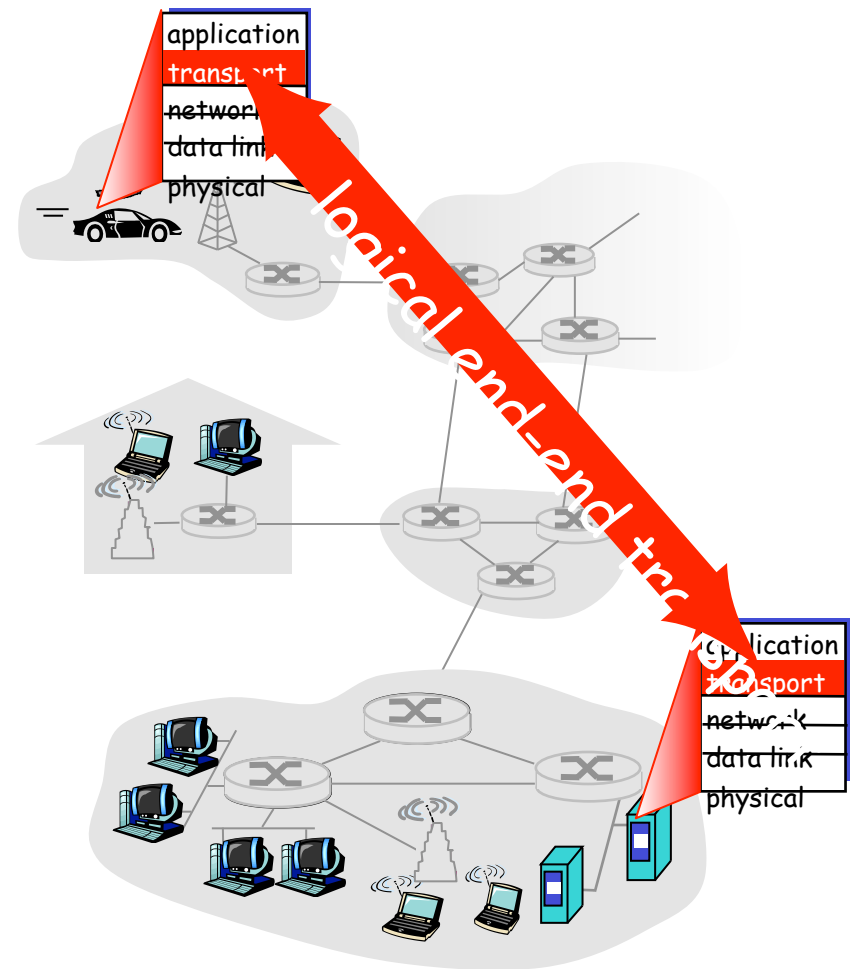 application
transport
network
data link
physical
logical end-end transport
application
transport
network
data link
physical